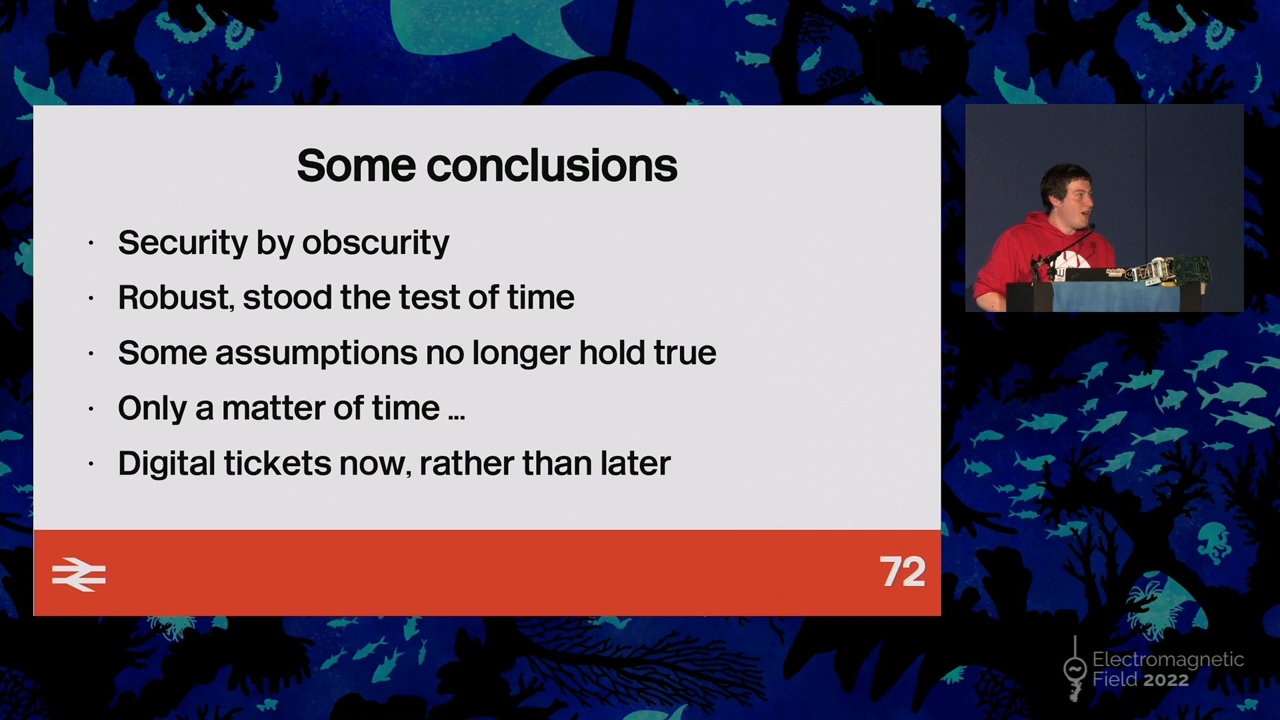 Some conclusions
· Security by obscurity
· Robust, stood the test of time
· Some assumptions no longer hold true
· Only a matter of time ...
· Digital tickets now, rather than later
72
Electromagnetic
Field 2022